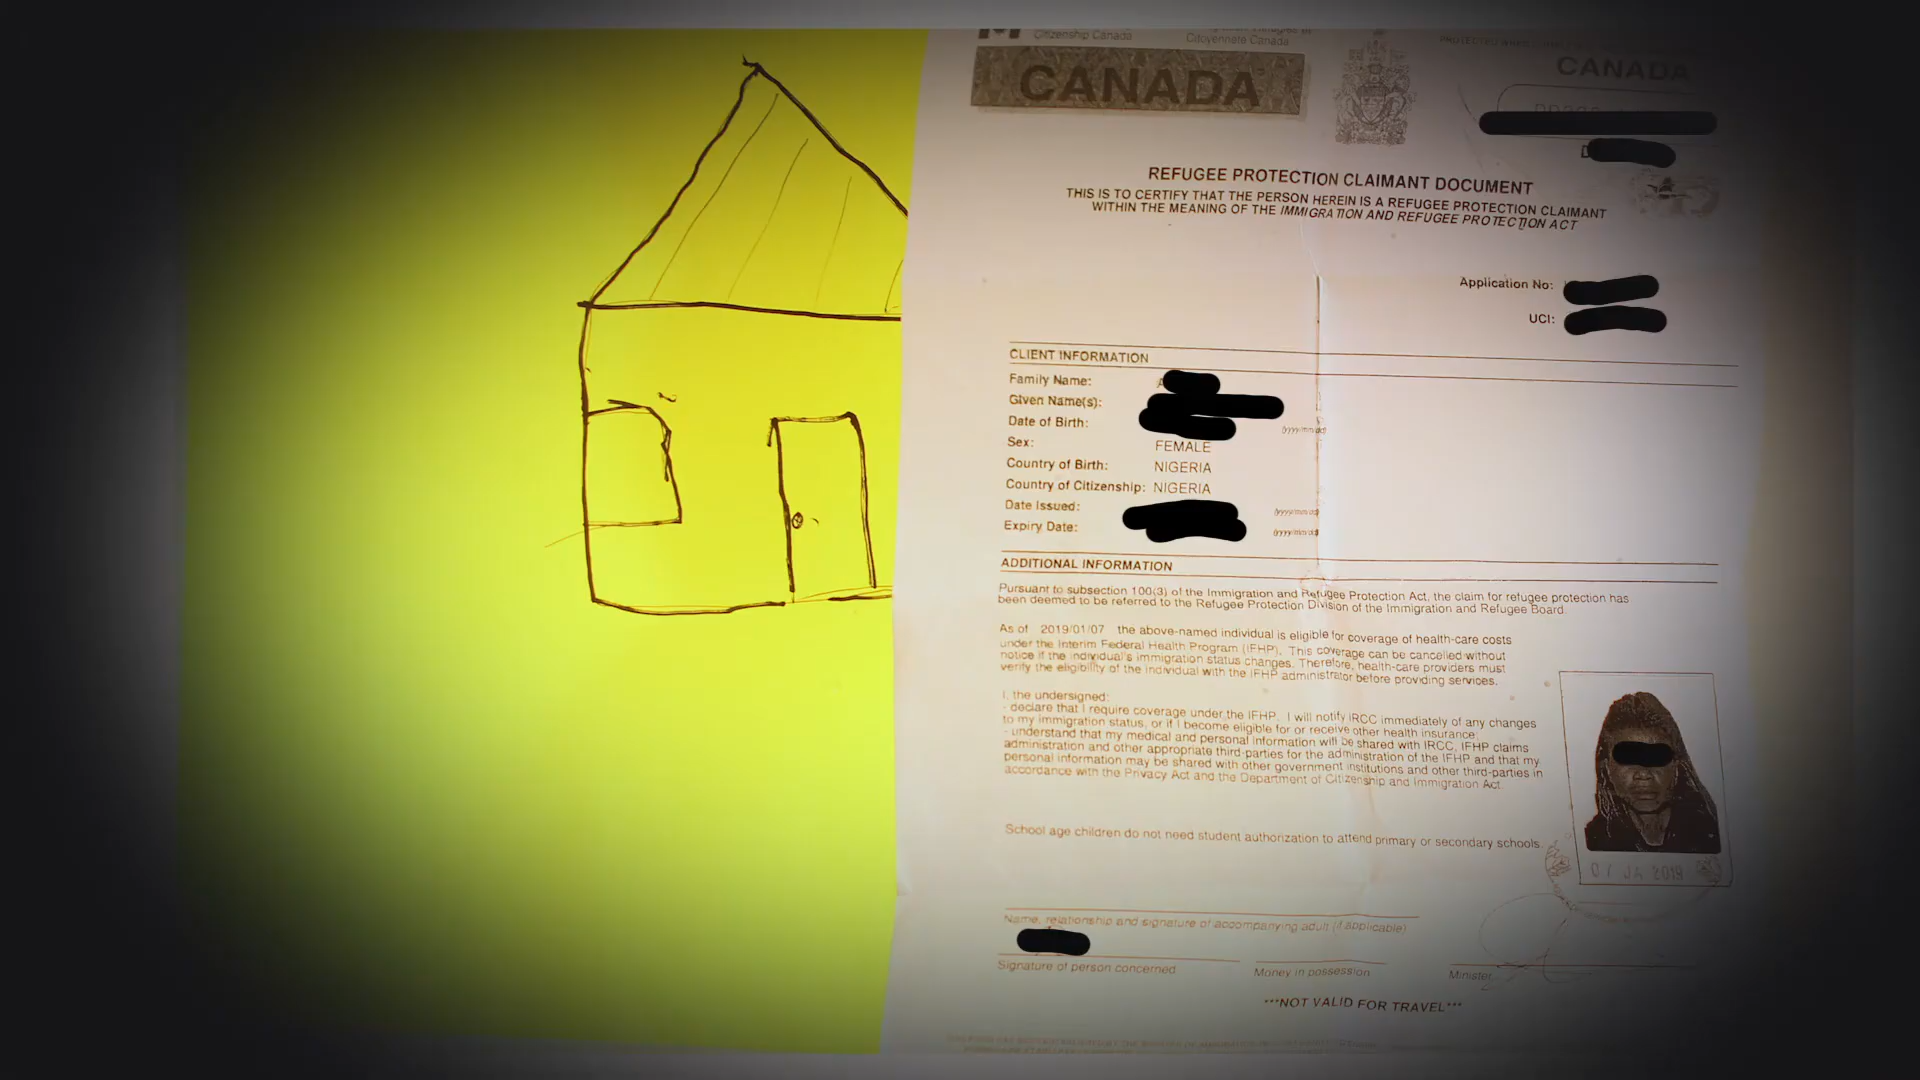 Citizenship Canada
Citoyenneté Canada
CANADA
CANADA
REFUGEE PROTECTION CLAIMANT DOCUMENT
THIS IS TO CERTIFY THAT THE PERSON HEREIN IS A REFUGEE PROTECTION CLAIMANT
WITHIN THE MEANING OF THE IMMIGRATION AND REFUGEE PROTECTION ACT
Application No:
UCI:
CLIENT INFORMATION
Family Name:
Given Name(s):
Date of Birth: (yyyy/mm/dd)
Sex: FEMALE
Country of Birth: NIGERIA
Country of Citizenship: NIGERIA
Date Issued: (yyyy/mm/dd)
Expiry Date: (yyyy/mm/dd)
ADDITIONAL INFORMATION
Pursuant to subsection 100(3) of the Immigration and Refugee Protection Act, the claim for refugee protection has
been deemed to be referred to the Refugee Protection Division of the Immigration and Refugee Board.
As of 2019/01/07 the above-named individual is eligible for coverage of health-care costs
under the Interim Federal Health Program (IFHP). This coverage can be cancelled without
notice if the individual's immigration status changes. Therefore, health-care providers must
verify the eligibility of the individual with the IFHP administrator before providing services.
I, the undersigned:
- declare that I require coverage under the IFHP. I will notify IRCC immediately of any changes
to my immigration status, or if I become eligible for or receive other health insurance;
- understand that my medical and personal information will be shared with IRCC, IFHP claims
administration and other appropriate third-parties for the administration of the IFHP and that my
personal information may be shared with other government institutions and other third-parties in
accordance with the Privacy Act and the Department of Citizenship and Immigration Act.
School age children do not need student authorization to attend primary or secondary schools.
07 JA 2019
Name, relationship and signature of accompanying adult (if applicable)
Signature of person concerned
Money in possession
Minister
***NOT VALID FOR TRAVEL***